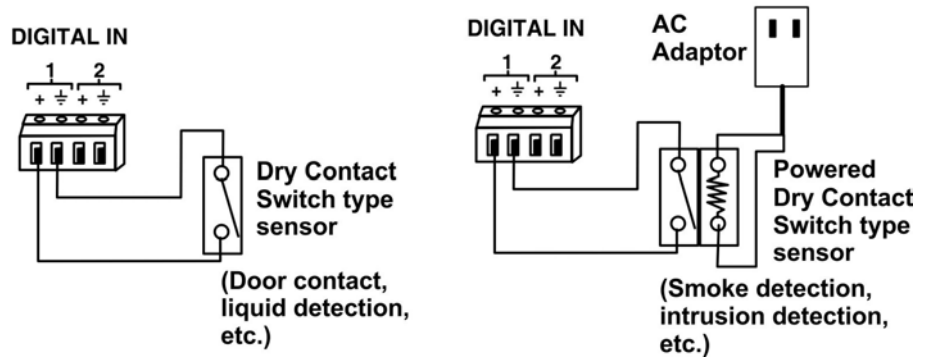 DIGITAL IN
1 2
+ ⏚ + ⏚
Dry Contact
Switch type
sensor
(Door contact,
liquid detection,
etc.)
DIGITAL IN
1 2
+ ⏚ + ⏚
AC
Adaptor
Powered
Dry Contact
Switch type
sensor
(Smoke detection,
intrusion detection,
etc.)